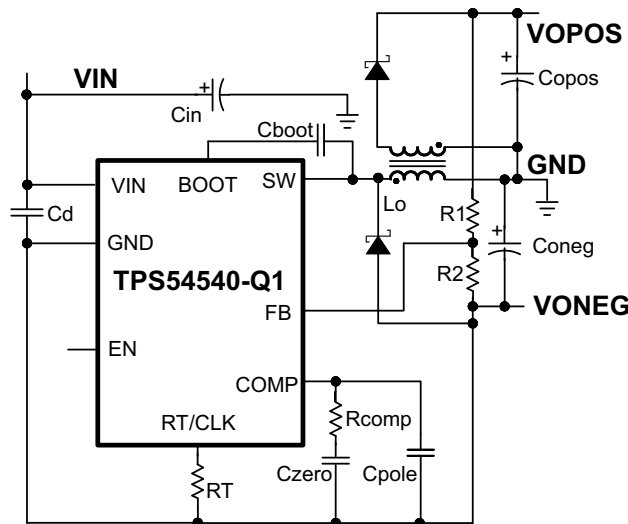 VOPOS
VIN
Copos
Cin
Cboot
GND
VIN
BOOT
SW
Lo
R1
Cd
GND
Coneg
TPS54540-Q1
R2
FB
VONEG
EN
COMP
RT/CLK
Rcomp
RT
Czero
Cpole